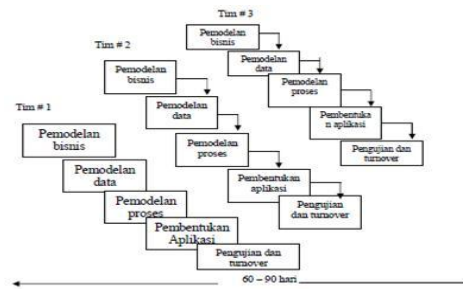 Tim # 3
Pemodelan
bisnis
Pemodelan
data
Pemodelan
proses
Pembentuka
n aplikasi
Pengujian dan
turnover
Tim # 2
Pemodelan
bisnis
Pemodelan
data
Pemodelan
proses
Pembentukan
aplikasi
Pengujian
dan turnover
Tim # 1
Pemodelan
bisnis
Pemodelan
data
Pemodelan
proses
Pembentukan
Aplikasi
Pengujian dan
turnover
60 – 90 hari